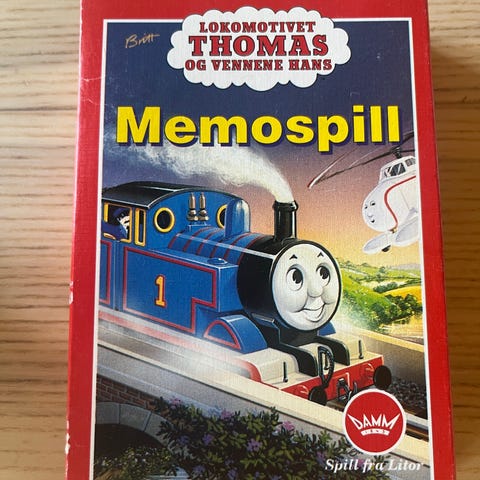 LOKOMOTIVET
THOMAS
OG VENNENE HANS
Britt
Memospill
1
DAMM
Spill fra Litor